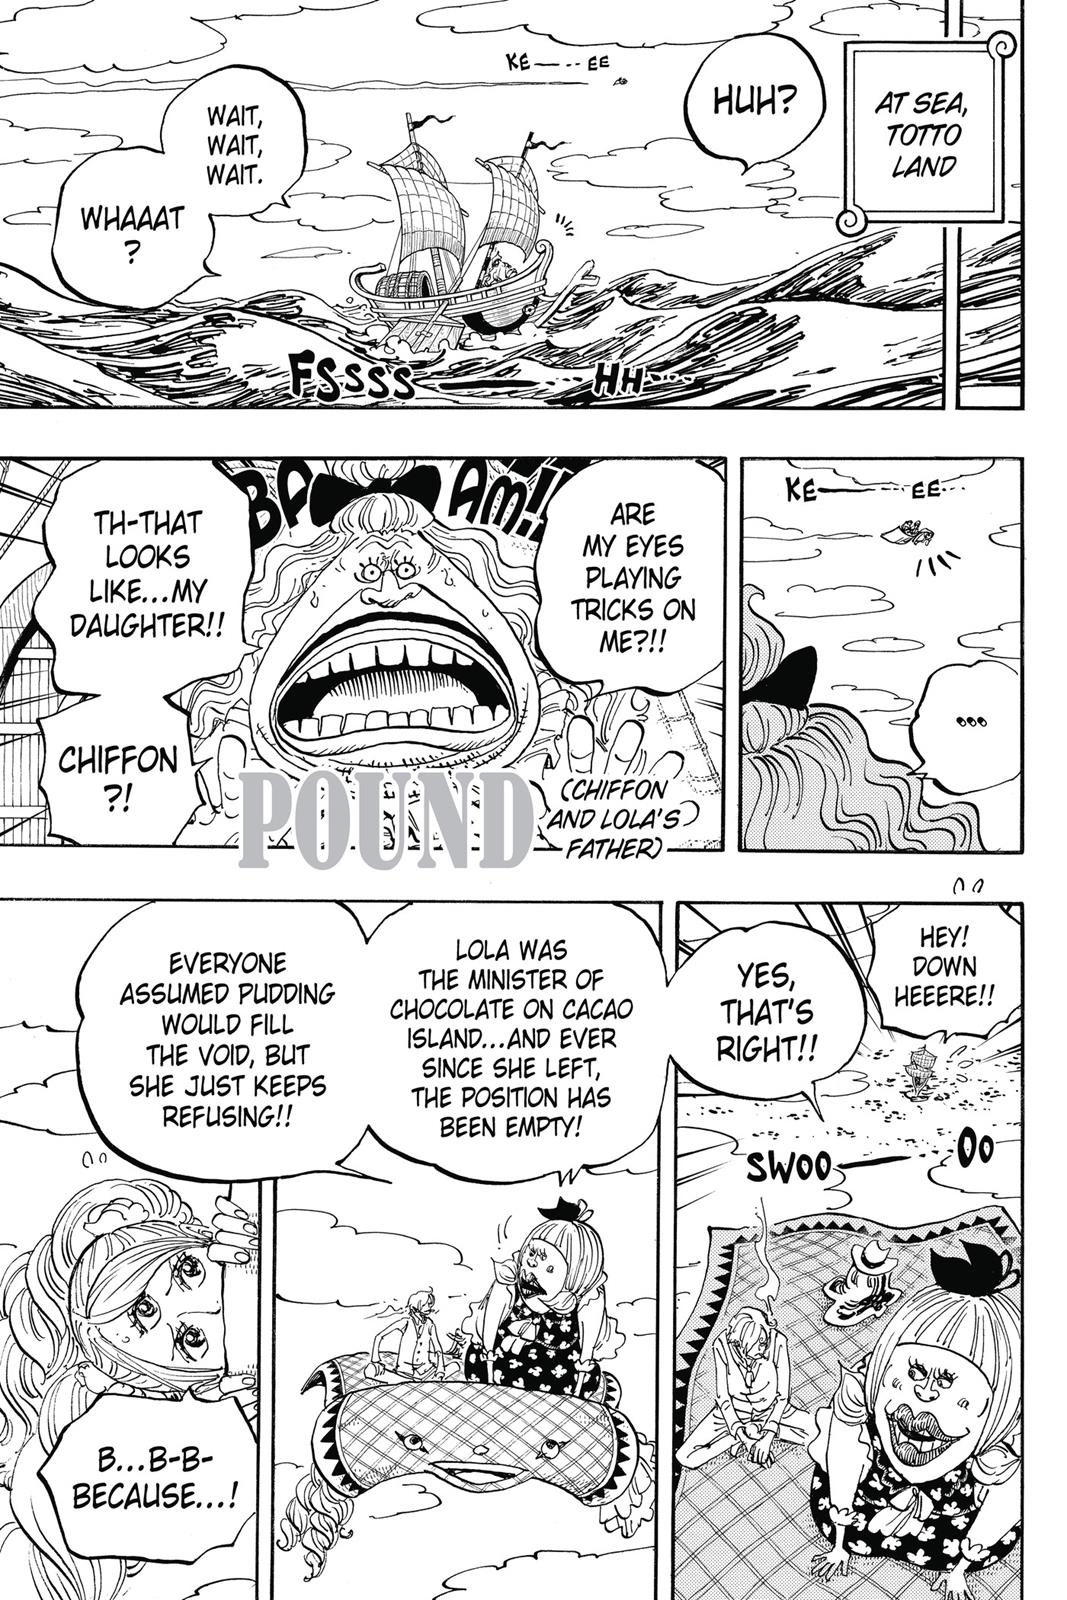 AT SEA,
TOTTO
LAND
HUH?
KE—...EE
WAIT,
WAIT,
WAIT.
WHAAAT
?
FSSSS
HH...
KE—...EE...
...
ARE
MY EYES
PLAYING
TRICKS ON
ME?!!
BA
AM!!
TH-THAT
LOOKS
LIKE...MY
DAUGHTER!!
CHIFFON
?!
POUND
(CHIFFON
AND LOLA'S
FATHER)
HEY!
DOWN
HEEERE!!
YES,
THAT'S
RIGHT!!
SWOO—OO
LOLA WAS
THE MINISTER OF
CHOCOLATE ON CACAO
ISLAND...AND EVER
SINCE SHE LEFT,
THE POSITION HAS
BEEN EMPTY!
EVERYONE
ASSUMED PUDDING
WOULD FILL
THE VOID, BUT
SHE JUST KEEPS
REFUSING!!
B...B-B-
BECAUSE...!